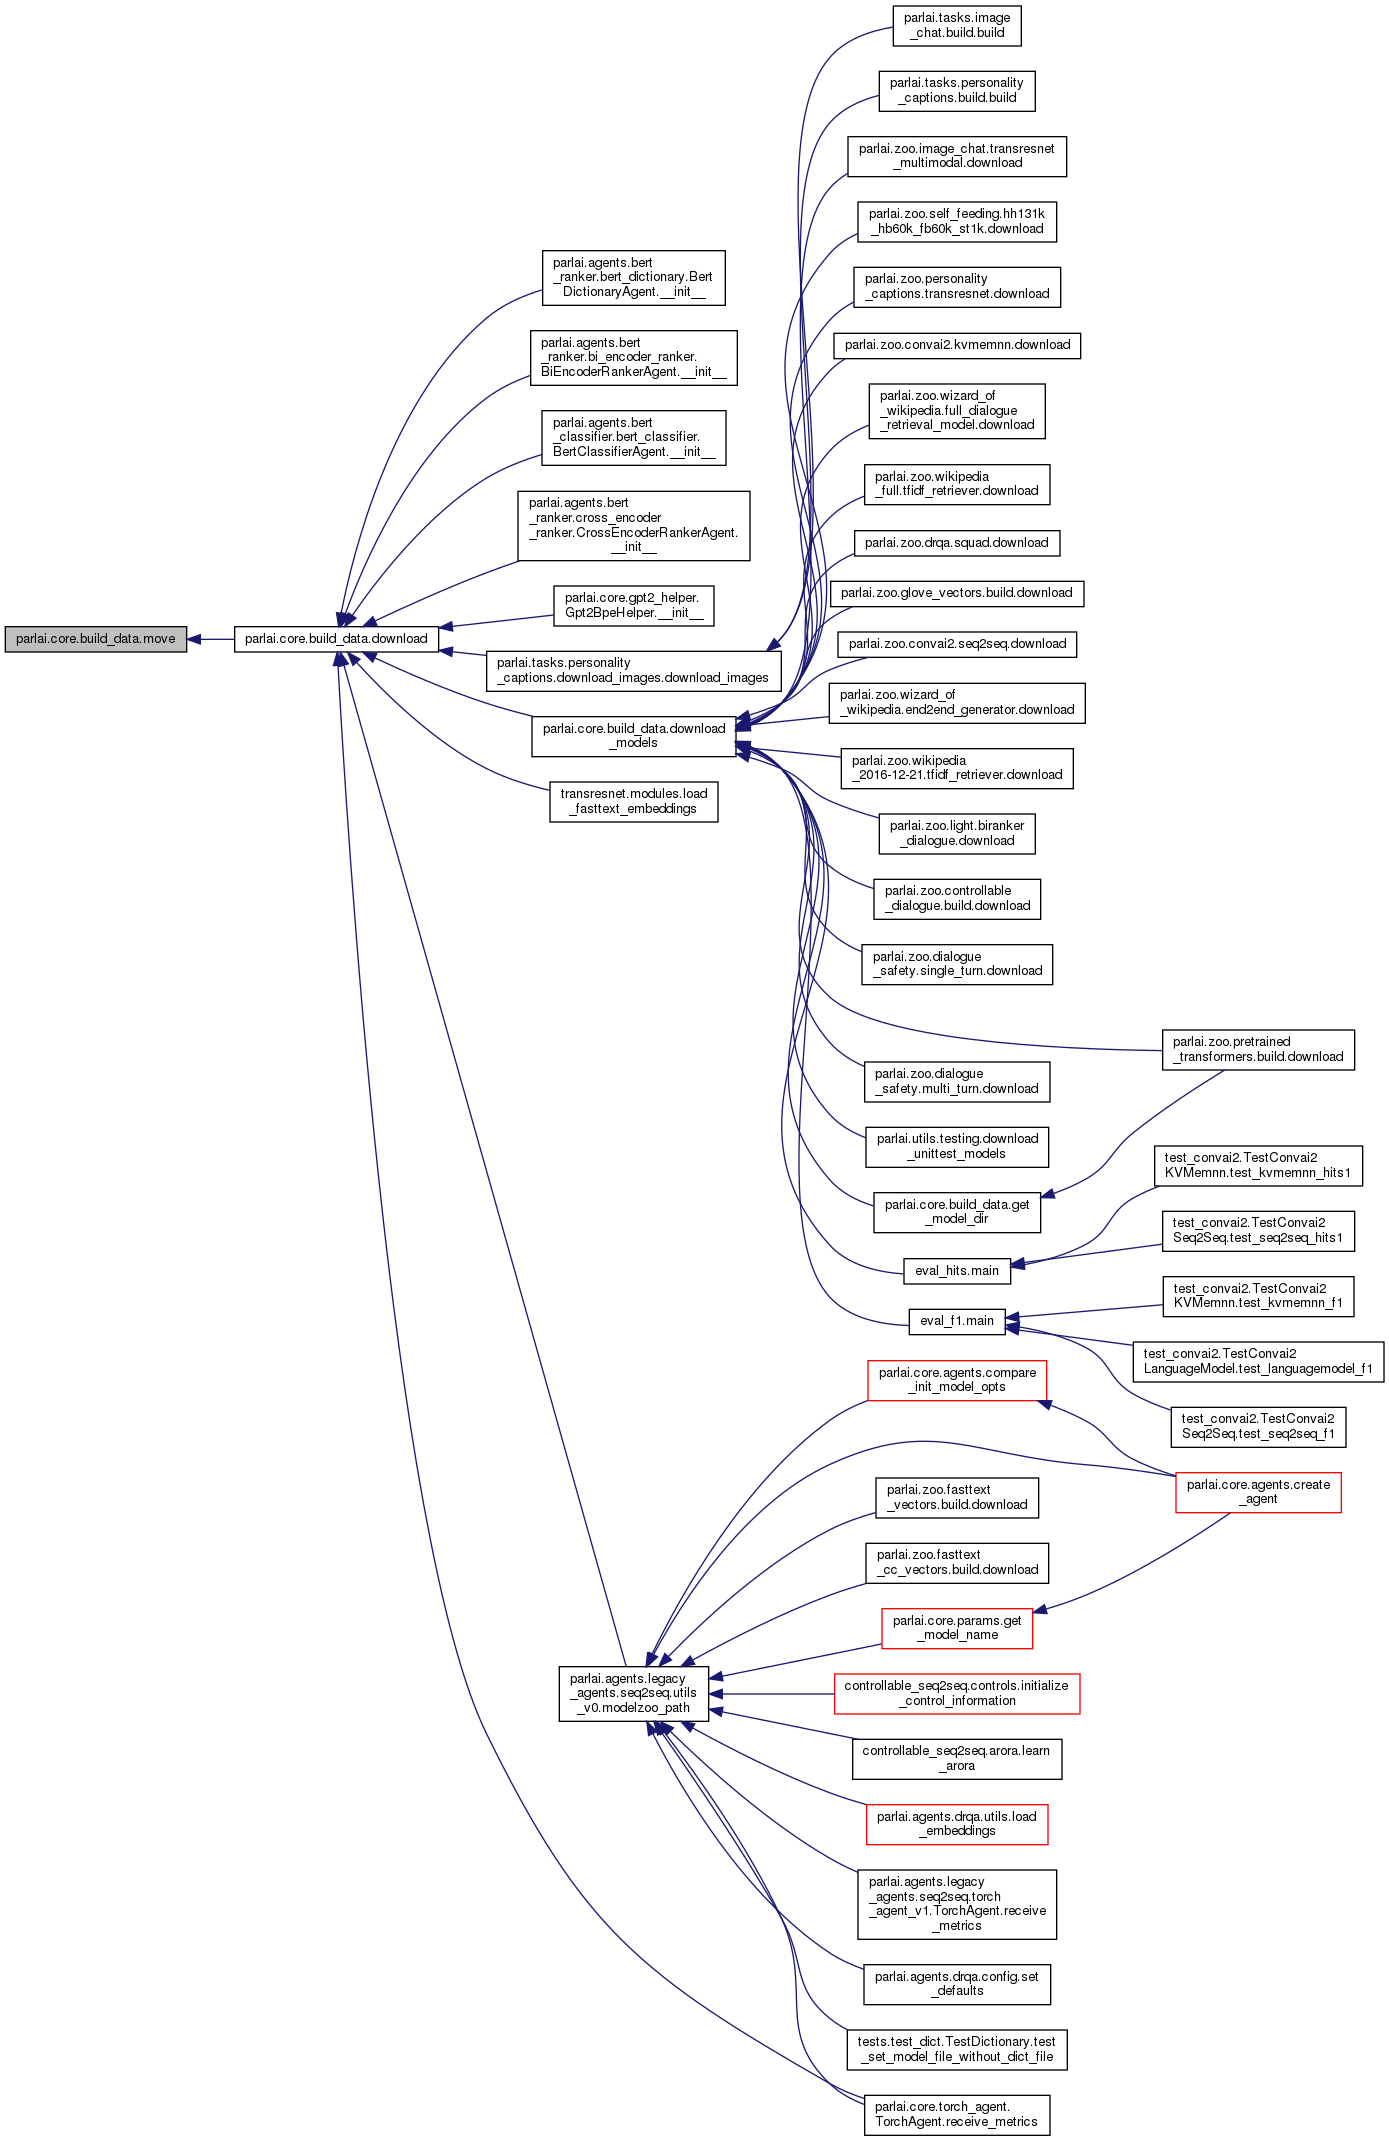 parlai.core.build_data.move
parlai.core.build_data.download
parlai.agents.bert
_ranker.bert_dictionary.Bert
DictionaryAgent.__init__
parlai.agents.bert
_ranker.bi_encoder_ranker.
BiEncoderRankerAgent.__init__
parlai.agents.bert
_classifier.bert_classifier.
BertClassifierAgent.__init__
parlai.agents.bert
_ranker.cross_encoder
_ranker.CrossEncoderRankerAgent.
__init__
parlai.core.gpt2_helper.
Gpt2BpeHelper.__init__
parlai.tasks.personality
_captions.download_images.download_images
parlai.core.build_data.download
_models
transresnet.modules.load
_fasttext_embeddings
parlai.agents.legacy
_agents.seq2seq.utils
_v0.modelzoo_path
parlai.tasks.image
_chat.build.build
parlai.tasks.personality
_captions.build.build
parlai.zoo.image_chat.transresnet
_multimodal.download
parlai.zoo.self_feeding.hh131k
_hb60k_fb60k_st1k.download
parlai.zoo.personality
_captions.transresnet.download
parlai.zoo.convai2.kvmemnn.download
parlai.zoo.wizard_of
_wikipedia.full_dialogue
_retrieval_model.download
parlai.zoo.wikipedia
_full.tfidf_retriever.download
parlai.zoo.drqa.squad.download
parlai.zoo.glove_vectors.build.download
parlai.zoo.convai2.seq2seq.download
parlai.zoo.wizard_of
_wikipedia.end2end_generator.download
parlai.zoo.wikipedia
_2016-12-21.tfidf_retriever.download
parlai.zoo.light.biranker
_dialogue.download
parlai.zoo.controllable
_dialogue.build.download
parlai.zoo.dialogue
_safety.single_turn.download
parlai.zoo.pretrained
_transformers.build.download
parlai.zoo.dialogue
_safety.multi_turn.download
parlai.utils.testing.download
_unittest_models
parlai.core.build_data.get
_model_dir
eval_hits.main
eval_f1.main
test_convai2.TestConvai2
KVMemnn.test_kvmemnn_hits1
test_convai2.TestConvai2
Seq2Seq.test_seq2seq_hits1
test_convai2.TestConvai2
KVMemnn.test_kvmemnn_f1
test_convai2.TestConvai2
LanguageModel.test_languagemodel_f1
test_convai2.TestConvai2
Seq2Seq.test_seq2seq_f1
parlai.core.agents.compare
_init_model_opts
parlai.core.agents.create
_agent
parlai.zoo.fasttext
_vectors.build.download
parlai.zoo.fasttext
_cc_vectors.build.download
parlai.core.params.get
_model_name
controllable_seq2seq.controls.initialize
_control_information
controllable_seq2seq.arora.learn
_arora
parlai.agents.drqa.utils.load
_embeddings
parlai.agents.legacy
_agents.seq2seq.torch
_agent_v1.TorchAgent.receive
_metrics
parlai.agents.drqa.config.set
_defaults
tests.test_dict.TestDictionary.test
_set_model_file_without_dict_file
parlai.core.torch_agent.
TorchAgent.receive_metrics